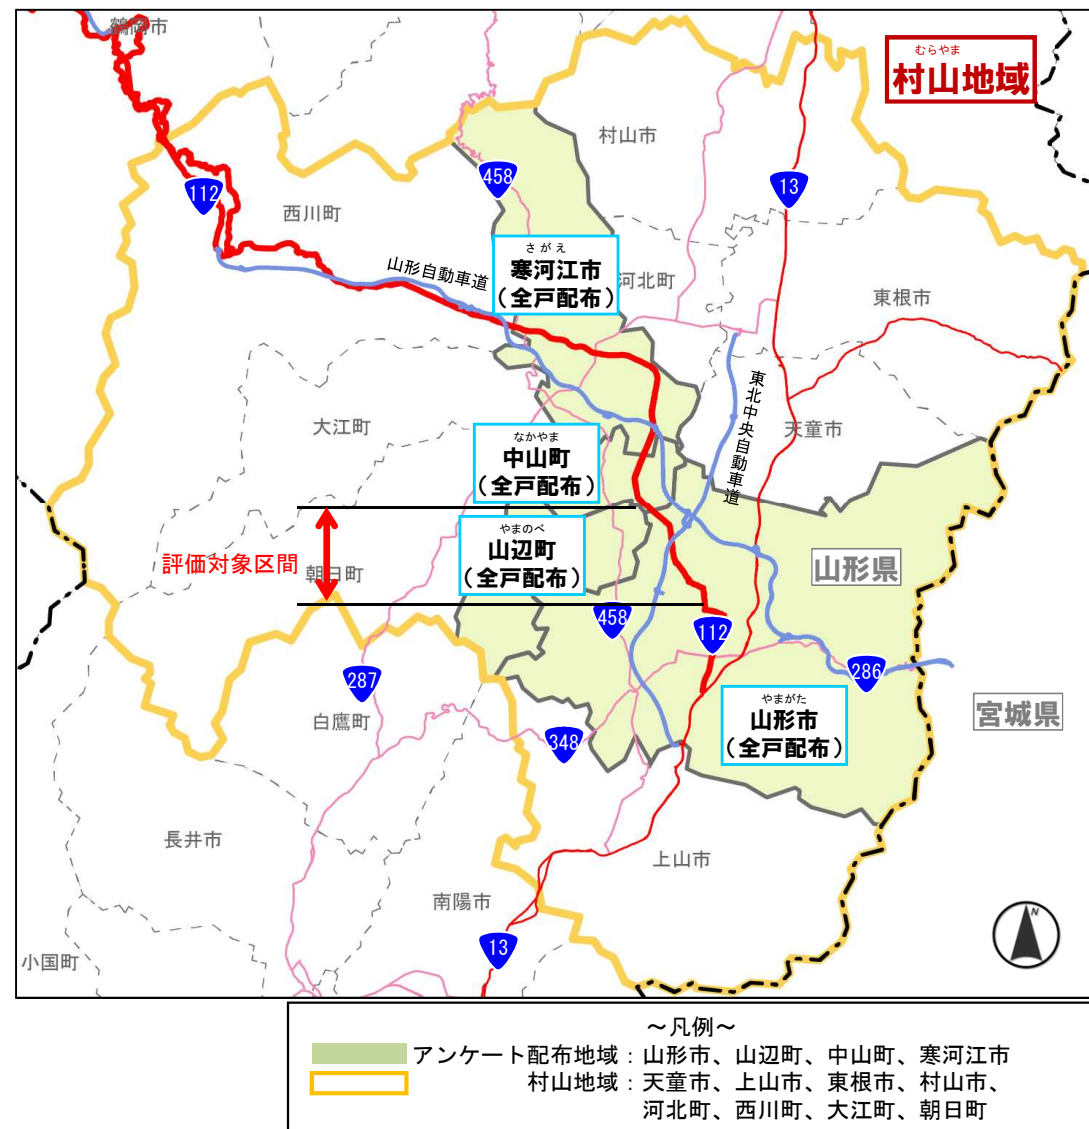 鶴岡市
むらやま
村山地域
村山市
458
13
112
西川町
さがえ
寒河江市
(全戸配布)
山形自動車道
河北町
東根市
東北中央自動車道
大江町
天童市
なかやま
中山町
(全戸配布)
やまのべ
山辺町
(全戸配布)
評価対象区間
朝日町
山形県
458
112
286
287
やまがた
山形市
(全戸配布)
宮城県
白鷹町
348
長井市
上山市
南陽市
13
小国町
N
～凡例～
アンケート配布地域：山形市、山辺町、中山町、寒河江市
村山地域：天童市、上山市、東根市、村山市、
河北町、西川町、大江町、朝日町